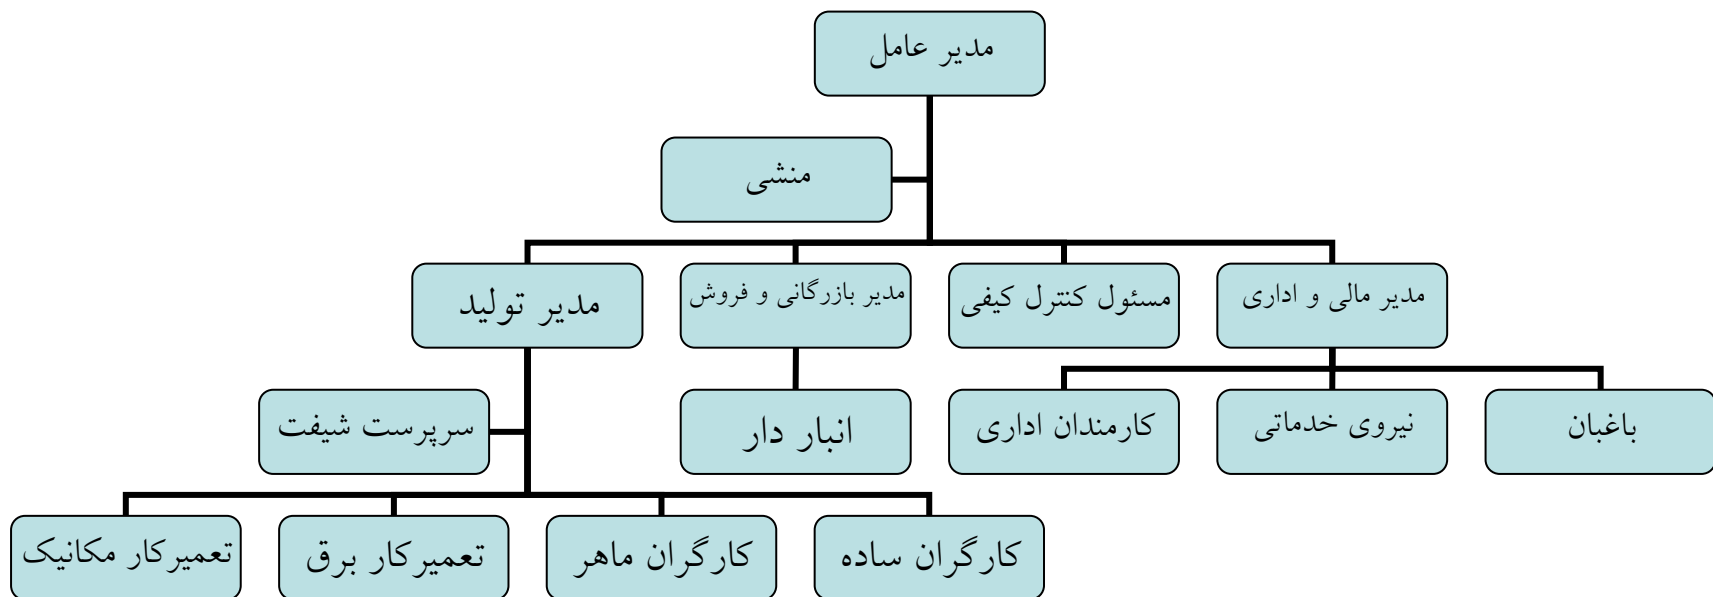 مدیر عامل
منشی
مدیر مالی و اداری
مسئول کنترل کیفی
مدیر بازرگانی و فروش
مدیر تولید
باغبان
نیروی خدماتی
کارمندان اداری
انبار دار
سرپرست شیفت
کارگران ساده
کارگران ماهر
تعمیرکار برق
تعمیرکار مکانیک